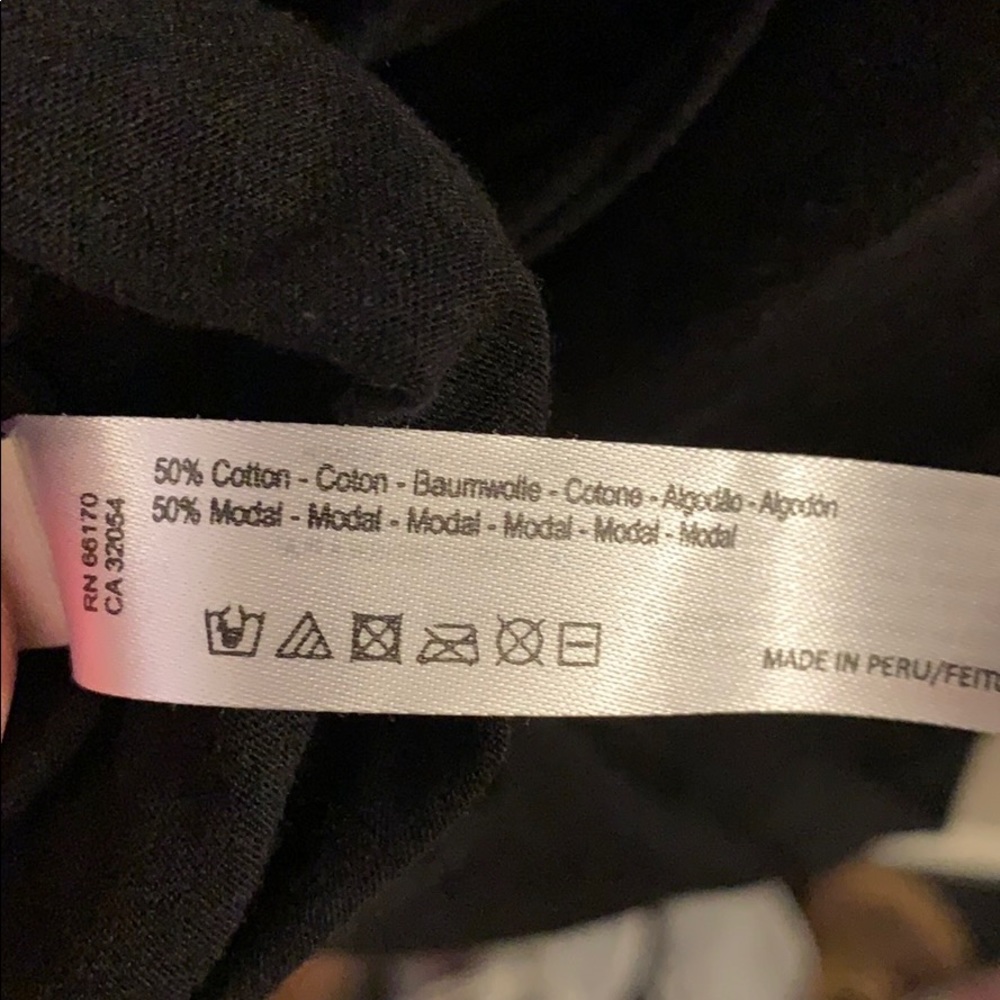 50% Cotton - Coton - Baumwolle - Cotone - Algodão - Algodón
50% Modal - Modal - Modal - Modal - Modal - Modal
RN 66170
CA 32054
MADE IN PERU/FEITO